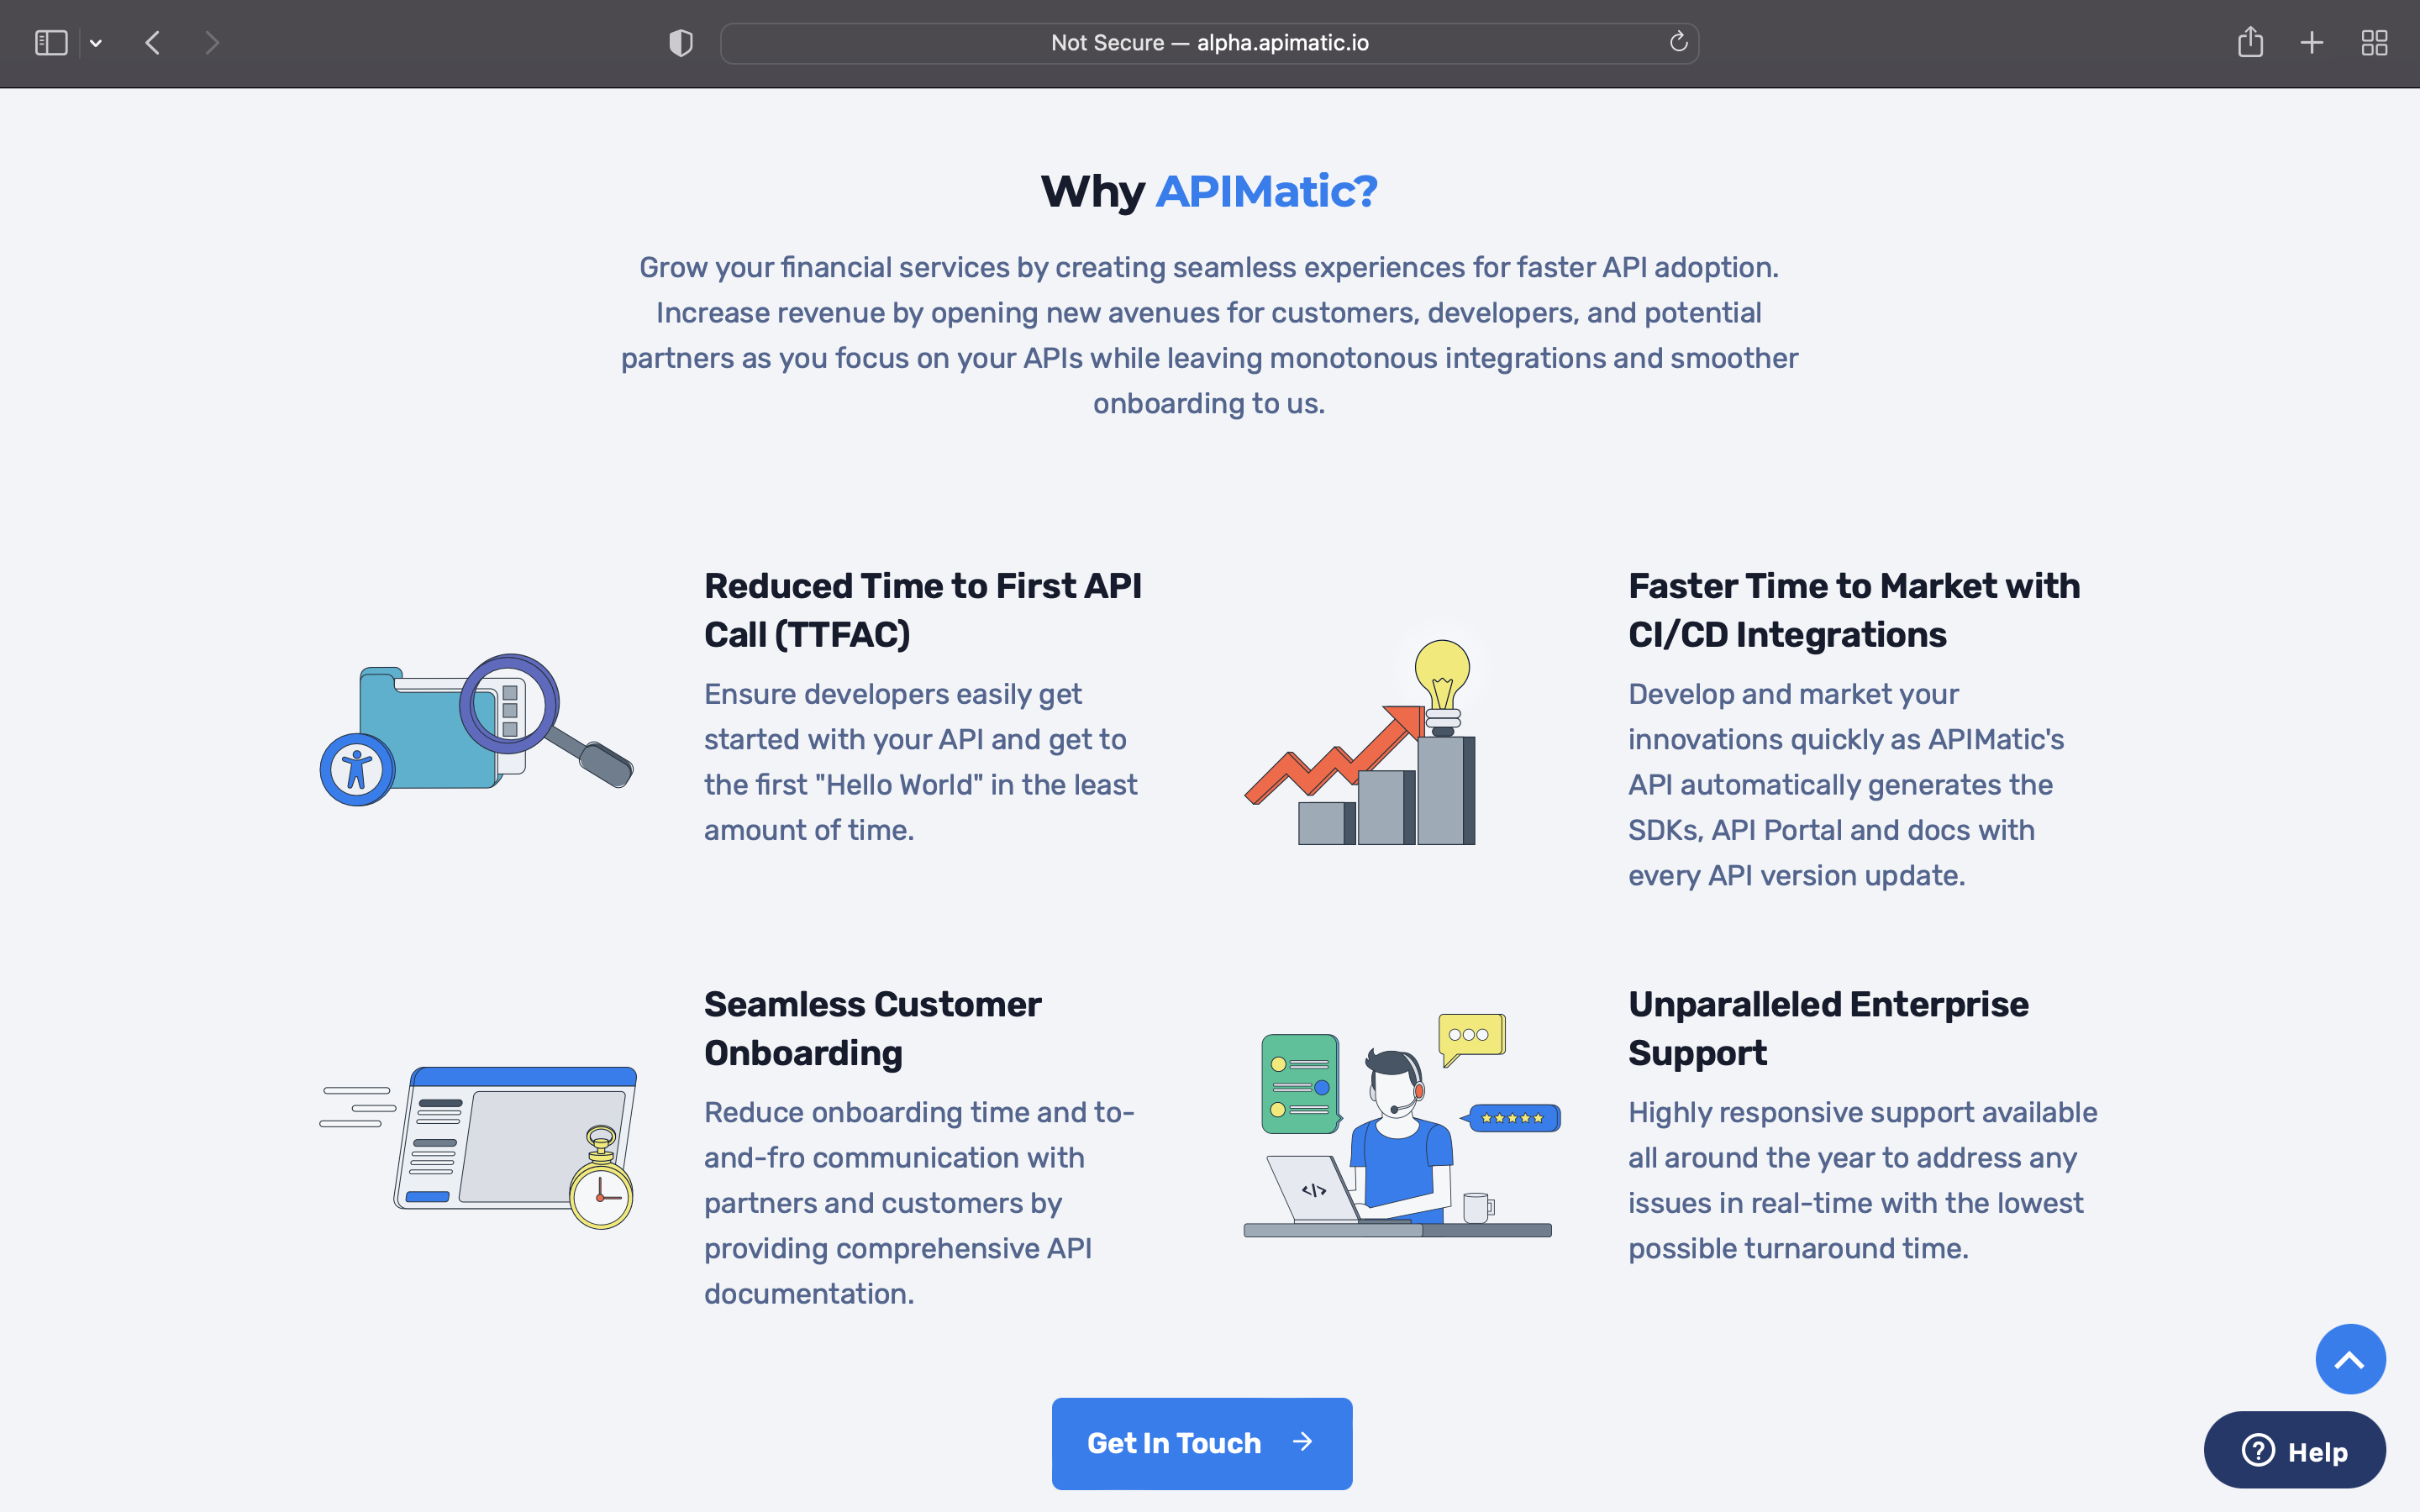 Not Secure — alpha.apimatic.io
Why APIMatic?
Grow your financial services by creating seamless experiences for faster API adoption.
Increase revenue by opening new avenues for customers, developers, and potential
partners as you focus on your APIs while leaving monotonous integrations and smoother
onboarding to us.
Reduced Time to First API
Call (TTFAC)
Ensure developers easily get
started with your API and get to
the first "Hello World" in the least
amount of time.
Faster Time to Market with
CI/CD Integrations
Develop and market your
innovations quickly as APIMatic's
API automatically generates the
SDKs, API Portal and docs with
every API version update.
Seamless Customer
Onboarding
Reduce onboarding time and to-
and-fro communication with
partners and customers by
providing comprehensive API
documentation.
</>
Unparalleled Enterprise
Support
Highly responsive support available
all around the year to address any
issues in real-time with the lowest
possible turnaround time.
Get In Touch →
? Help